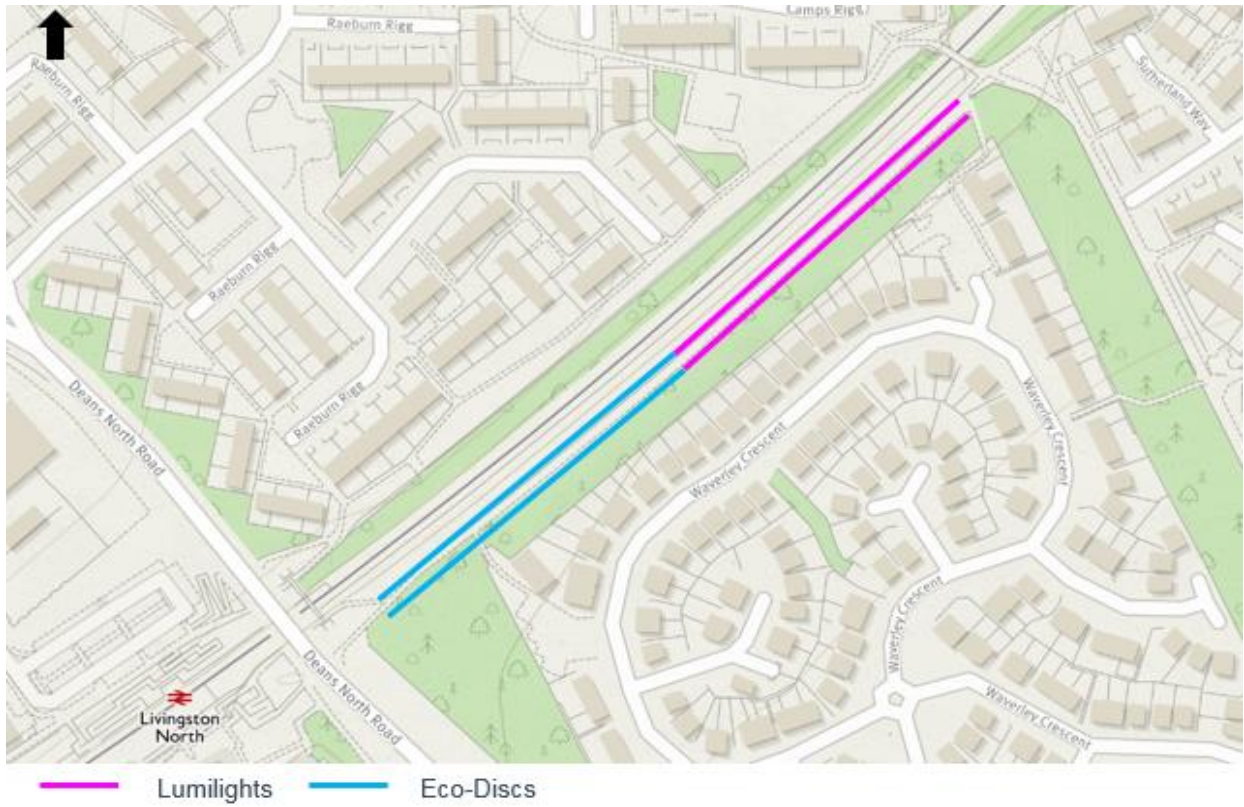 Raeburn Rigg
Camps Rigg
Raeburn Rigg
Sutherland Way
Raeburn Rigg
Raeburn Rigg
Deans North Road
Waverley Crescent
Waverley Crescent
Waverley Crescent
Deans North Road
Waverley Crescent
Livingston
North
Lumilights
Eco-Discs